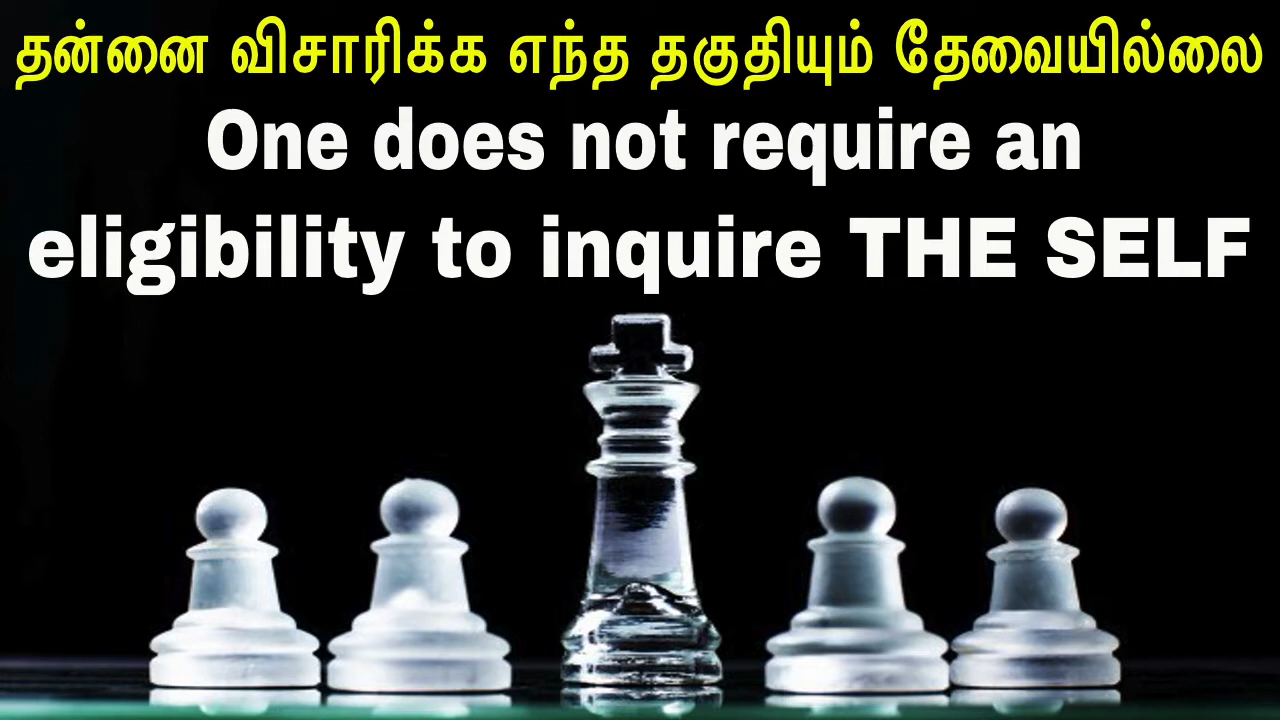 தன்னை விசாரிக்க எந்த தகுதியும் தேவையில்லை
One does not require an
eligibility to inquire THE SELF